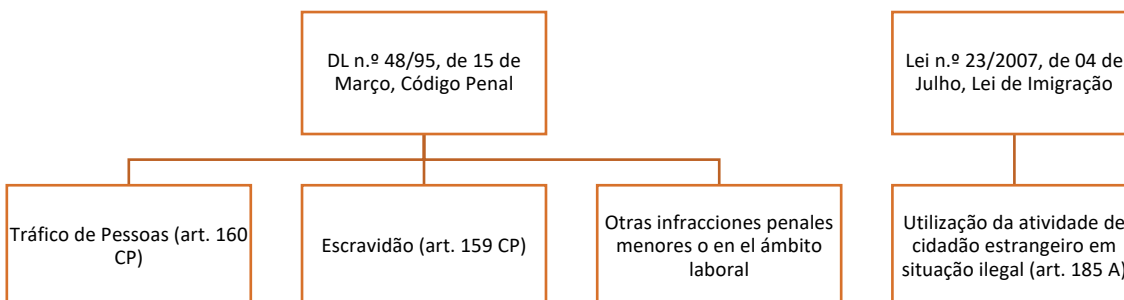 DL n.º 48/95, de 15 de
Março, Código Penal
Lei n.º 23/2007, de 04 de
Julho, Lei de Imigração
Tráfico de Pessoas (art. 160
CP)
Escravidão (art. 159 CP)
Otras infracciones penales
menores o en el ámbito
laboral
Utilização da atividade de
cidadão estrangeiro em
situação ilegal (art. 185 A)